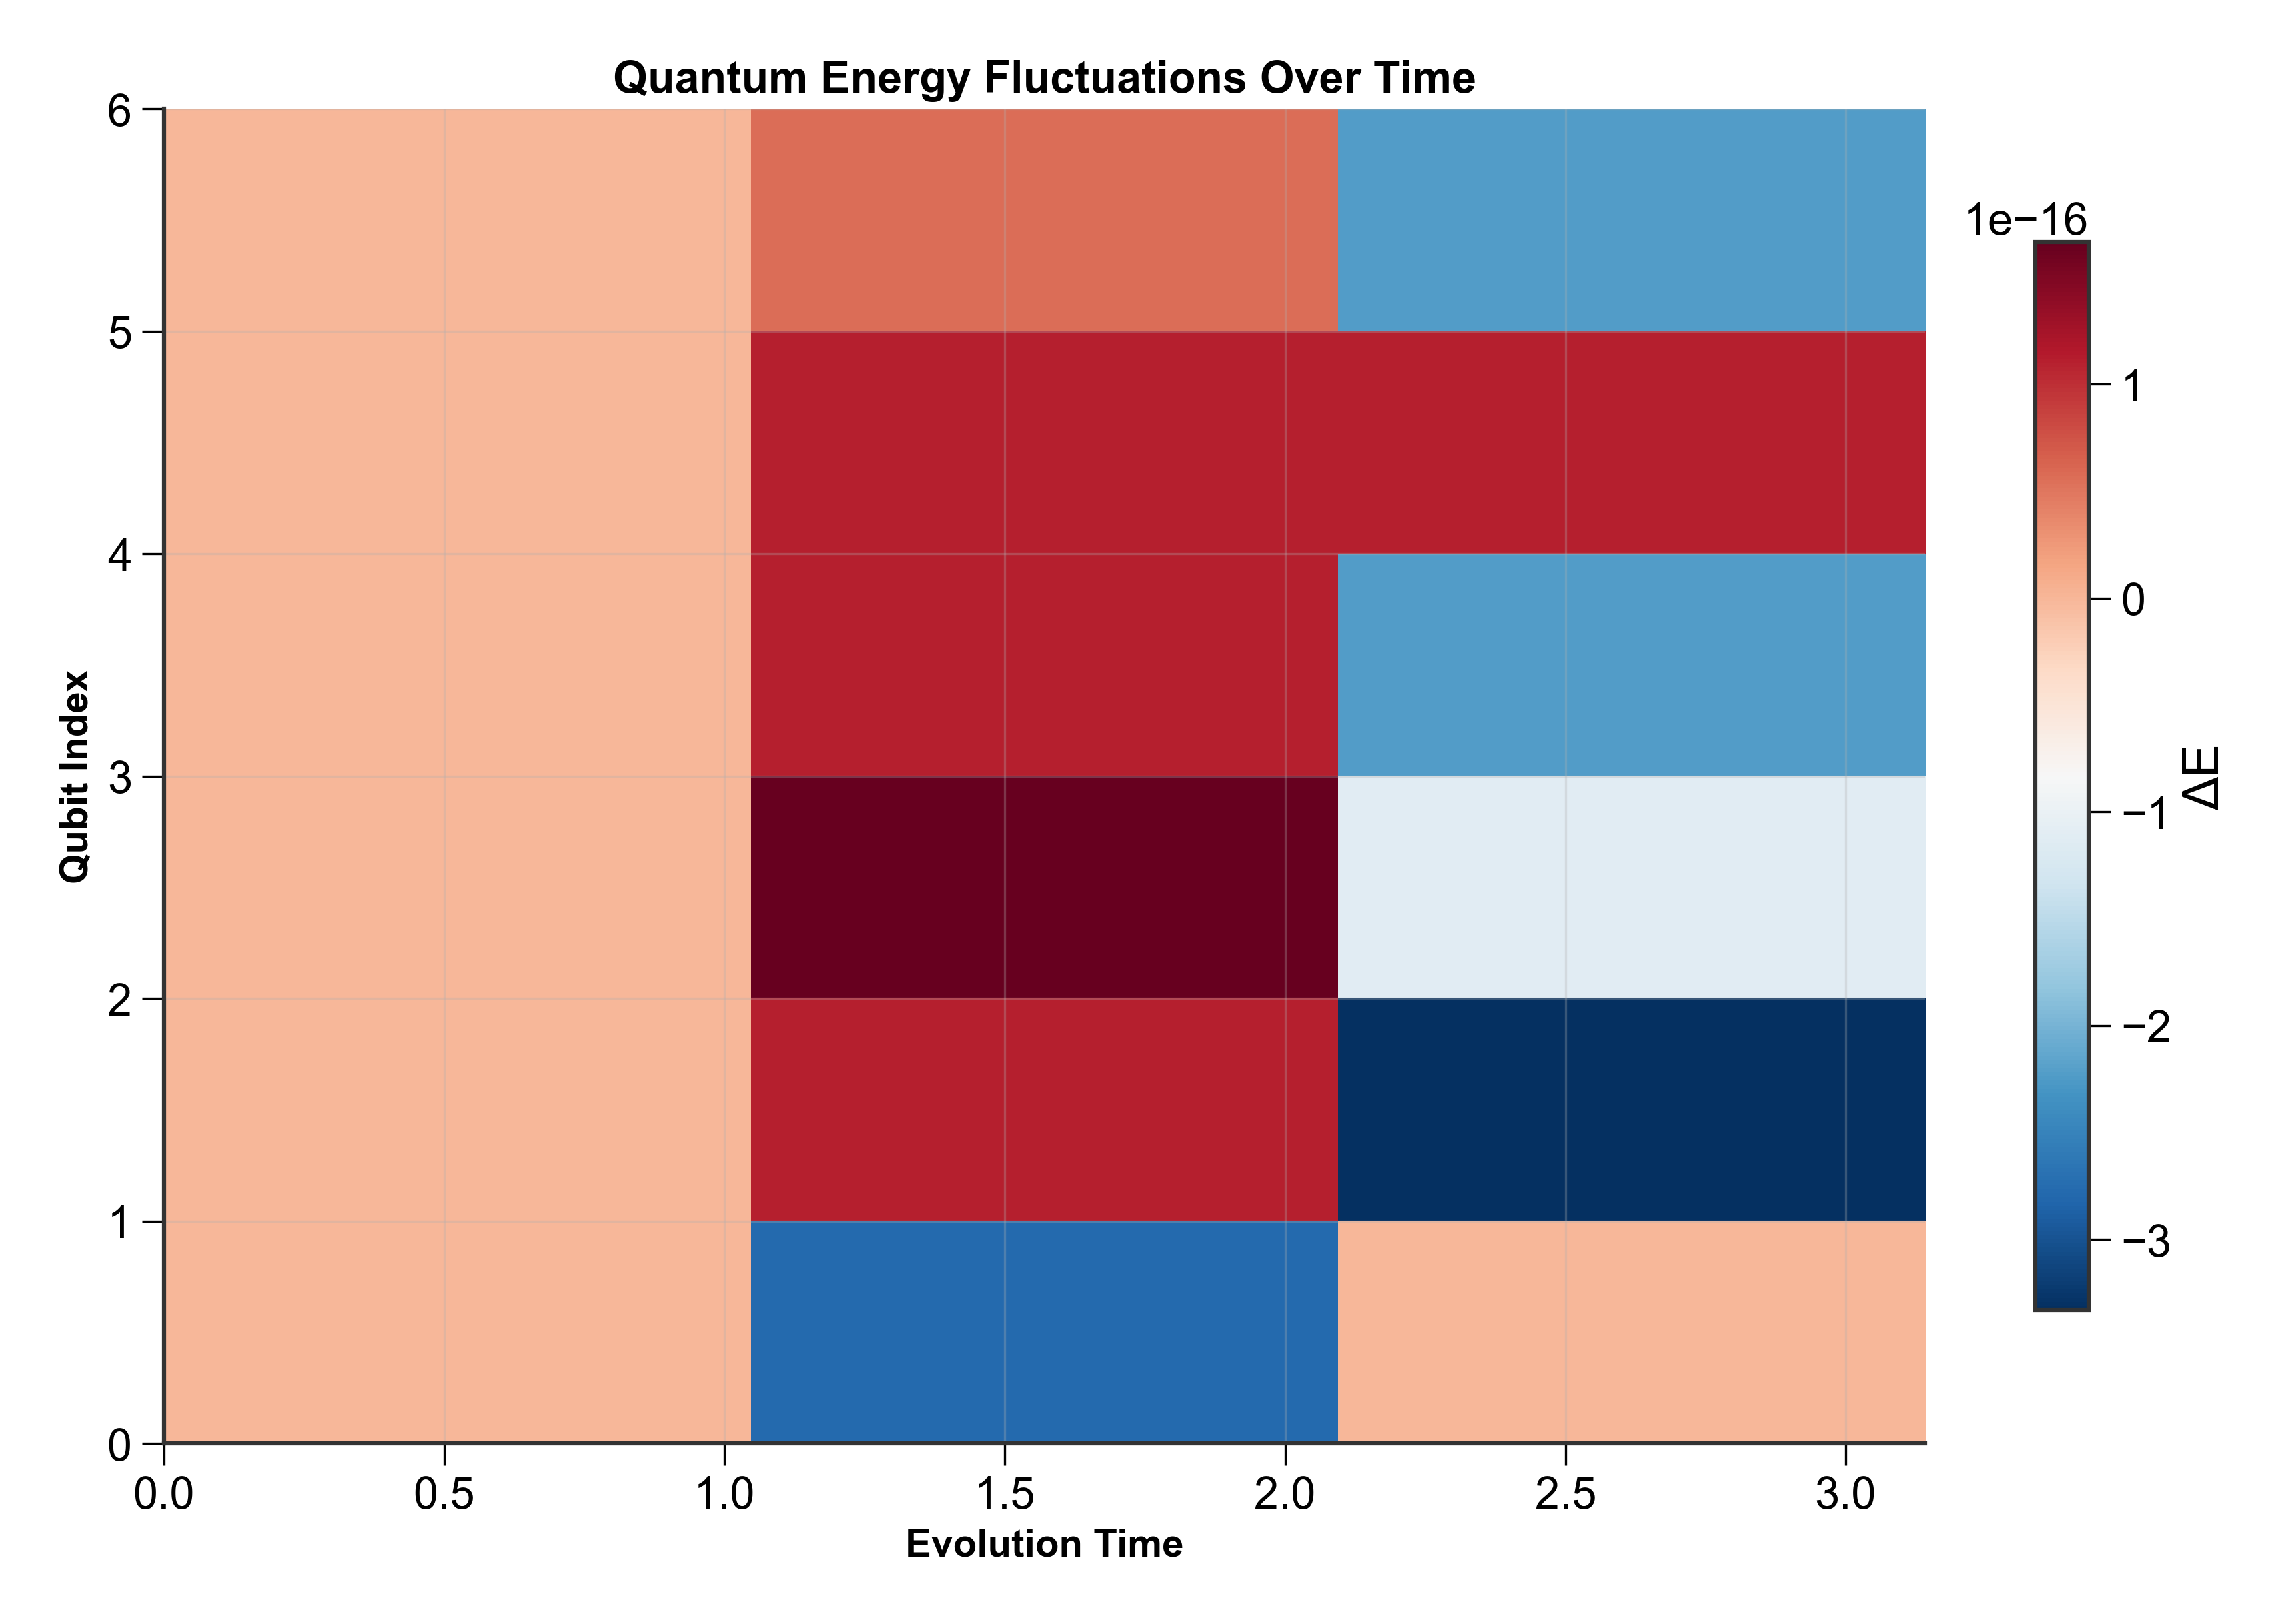 Quantum Energy Fluctuations Over Time
6
5
4
3
2
1
0
Qubit Index
0.0 0.5 1.0 1.5 2.0 2.5 3.0
Evolution Time
1e−16
1
0
−1
−2
−3
ΔE